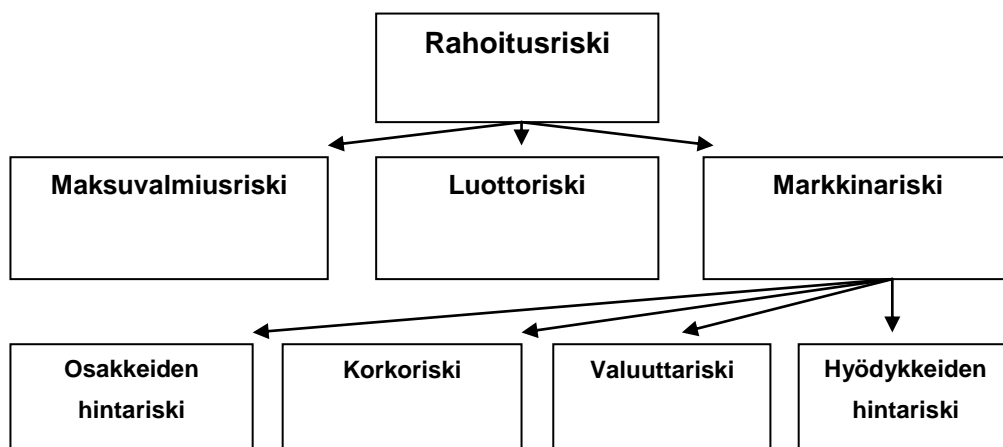 Rahoitusriski
Maksuvalmiusriski
Luottoriski
Markkinariski
Osakkeiden
hintariski
Korkoriski
Valuuttariski
Hyödykkeiden
hintariski